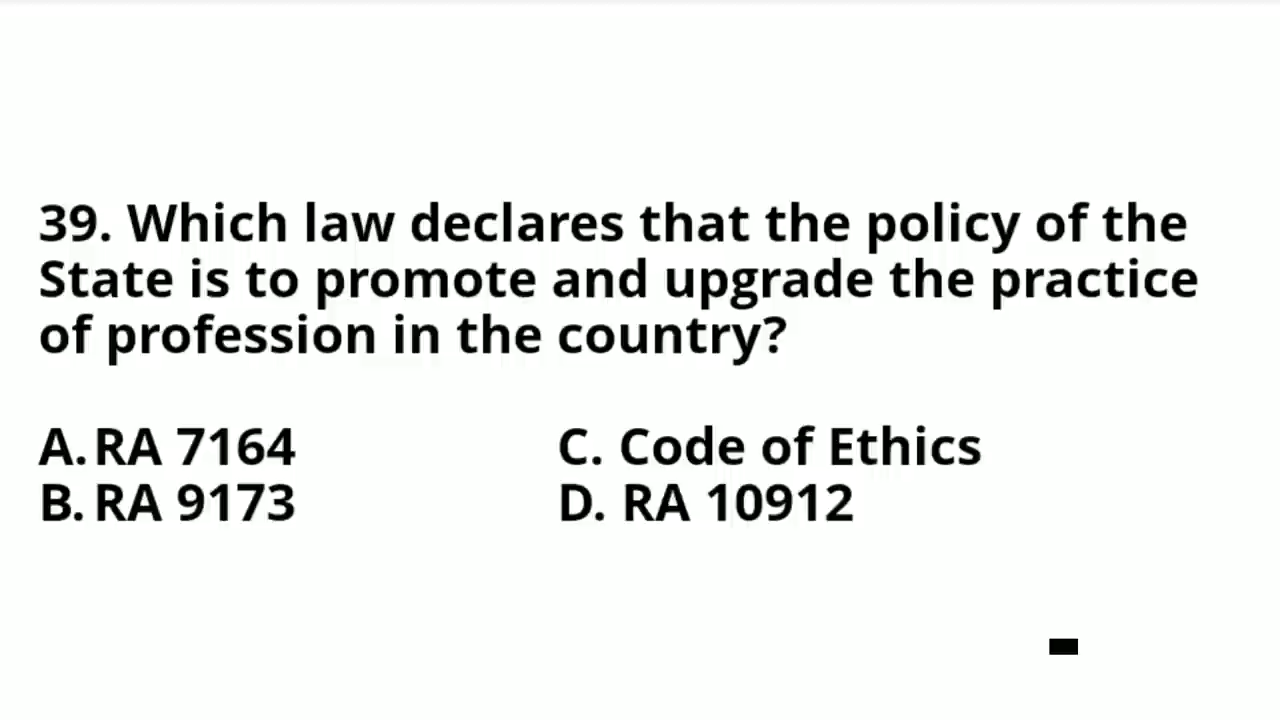 39. Which law declares that the policy of the
State is to promote and upgrade the practice
of profession in the country?
A. RA 7164
C. Code of Ethics
B. RA 9173
D. RA 10912